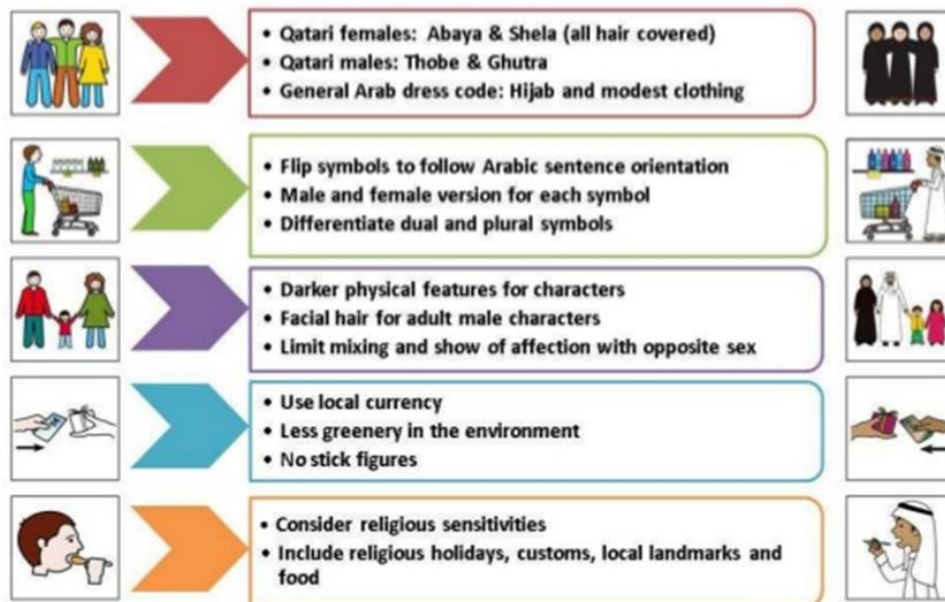 • Qatari females: Abaya & Shela (all hair covered)
• Qatari males: Thobe & Ghutra
• General Arab dress code: Hijab and modest clothing
• Flip symbols to follow Arabic sentence orientation
• Male and female version for each symbol
• Differentiate dual and plural symbols
• Darker physical features for characters
• Facial hair for adult male characters
• Limit mixing and show of affection with opposite sex
• Use local currency
• Less greenery in the environment
• No stick figures
• Consider religious sensitivities
• Include religious holidays, customs, local landmarks and
food